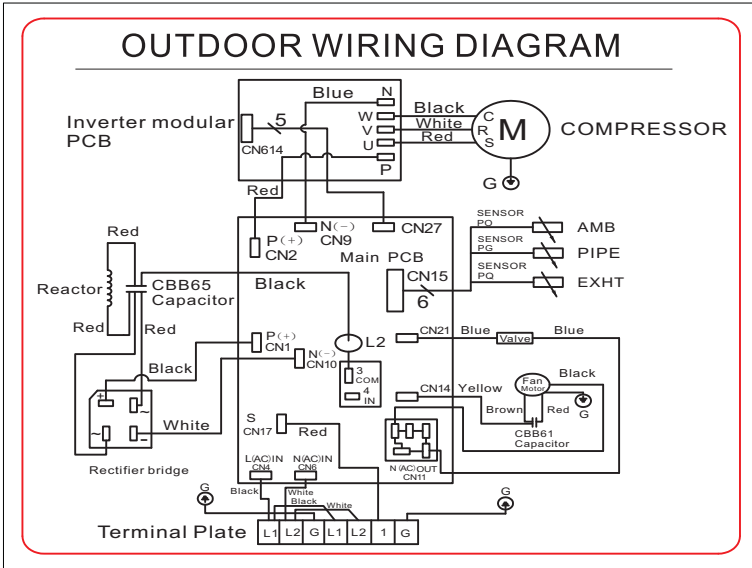 OUTDOOR WIRING DIAGRAM
Inverter modular
PCB
Blue
N
W
V
U
P
5
CN614
Black
White
Red
C
R
S
M
COMPRESSOR
G
Red
P(+)
CN2
N(-)
CN9
CN27
Main PCB
CN15
6
SENSOR
PO
AMB
SENSOR
PG
PIPE
SENSOR
PQ
EXHT
Red
Reactor
CBB65
Capacitor
Red
Red
Black
L2
P(+)
CN1
N(-)
CN10
3
COM
4
IN
CN21
Blue
Valve
Blue
CN14
Yellow
Fan
Motor
Black
Brown
Red
G
CBB61
Capacitor
Black
White
+
~
~
-
Rectifier bridge
S
CN17
Red
N(AC)OUT
CN11
L(AC)IN
CN4
N(AC)IN
CN6
Black
White
Black
White
G
G
Terminal Plate
L1 L2 G L1 L2 1 G